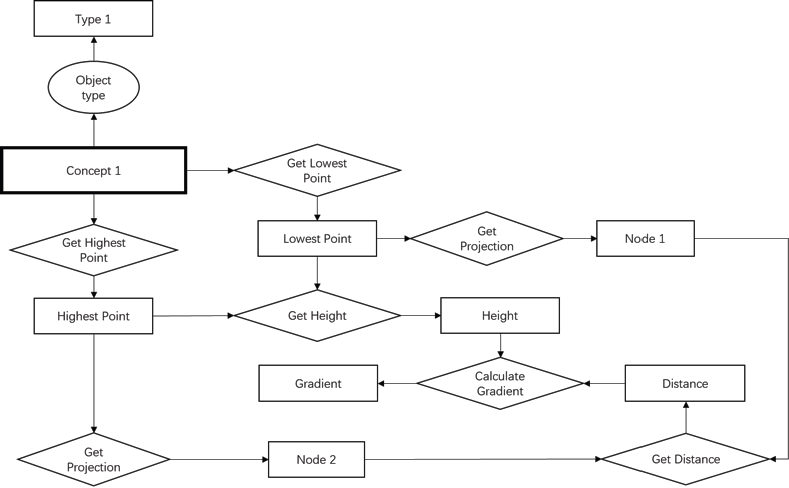 Type 1
Object
type
Concept 1
Get Lowest
Point
Get Highest
Point
Lowest Point
Get
Projection
Node 1
Highest Point
Get Height
Height
Gradient
Calculate
Gradient
Distance
Get
Projection
Node 2
Get Distance